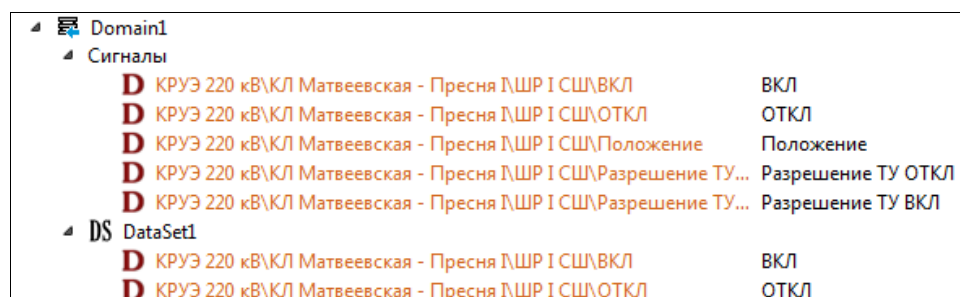 Domain1
Сигналы
D КРУЭ 220 кВ\КЛ Матвеевская - Пресня I\ШР I СШ\ВКЛ ВКЛ
D КРУЭ 220 кВ\КЛ Матвеевская - Пресня I\ШР I СШ\ОТКЛ ОТКЛ
D КРУЭ 220 кВ\КЛ Матвеевская - Пресня I\ШР I СШ\Положение Положение
D КРУЭ 220 кВ\КЛ Матвеевская - Пресня I\ШР I СШ\Разрешение ТУ... Разрешение ТУ ОТКЛ
D КРУЭ 220 кВ\КЛ Матвеевская - Пресня I\ШР I СШ\Разрешение ТУ... Разрешение ТУ ВКЛ
DS DataSet1
D КРУЭ 220 кВ\КЛ Матвеевская - Пресня I\ШР I СШ\ВКЛ ВКЛ
D КРУЭ 220 кВ\КЛ Матвеевская - Пресня I\ШР I СШ\ОТКЛ ОТКЛ